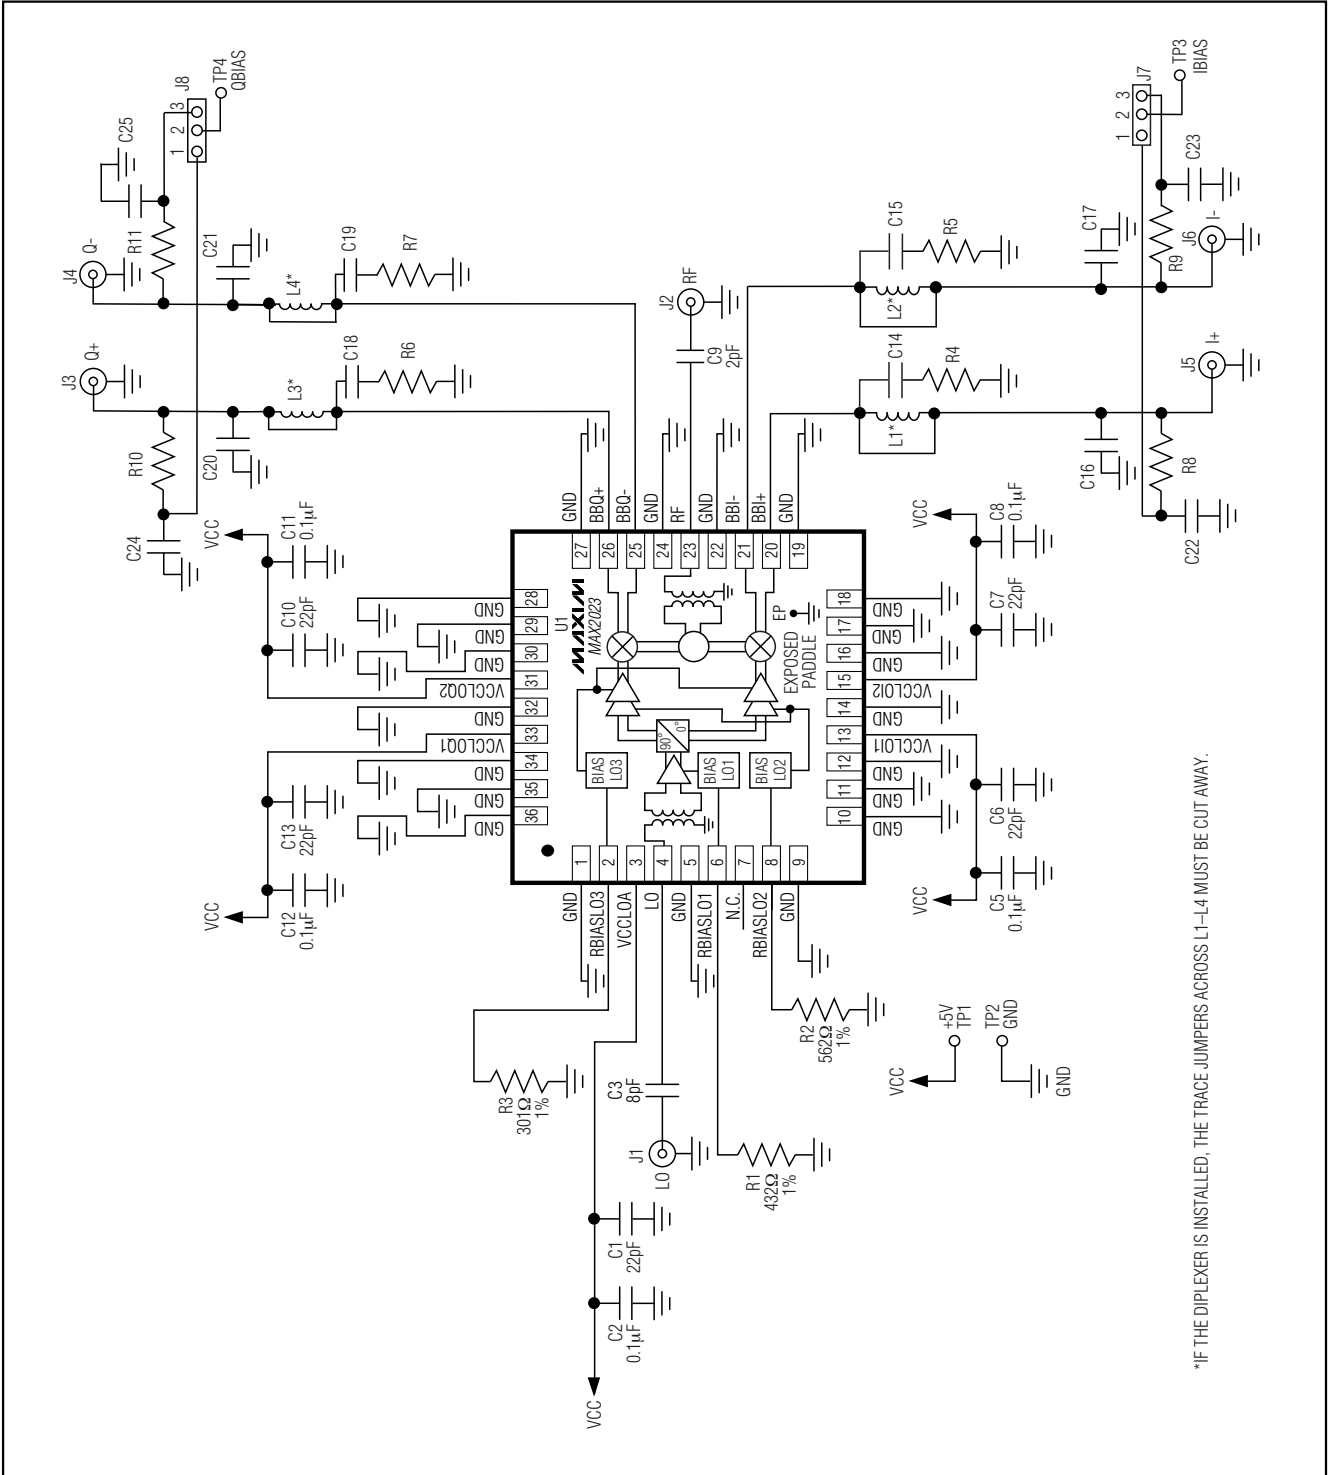 J8
3
2
1
TP4
QBIAS
C25
R11
Q-
J4
C21
L4*
C19
R7
J3
Q+
R10
C20
L3*
C18
R6
C24
J2
RF
C9
2pF
J7
3
2
1
TP3
IBIAS
C23
R9
J6
I-
C17
C15
R5
L2*
C14
R4
L1*
J5
I+
C16
R8
C22
VCC
C11
0.1µF
C10
22pF
VCC
C13
22pF
C12
0.1µF
VCC
C8
0.1µF
C7
22pF
VCC
C6
22pF
C5
0.1µF
GND
BBQ+
BBQ-
GND
RF
GND
BBI-
BBI+
GND
27
26
25
24
23
22
21
20
19
GND
GND
GND
VCCLOQ2
GND
VCCLOQ1
GND
GND
GND
28
29
30
31
32
33
34
35
36
U1
MAXIM
MAX2023
EP
EXPOSED
PADDLE
90°
0°
BIAS
LO3
BIAS
LO1
BIAS
LO2
18
17
16
15
14
13
12
11
10
GND
GND
GND
VCCLOI2
GND
VCCLOI1
GND
GND
GND
1
2
3
4
5
6
7
8
9
GND
RBIASLO3
VCCLOA
LO
GND
RBIASLO1
N.C.
RBIASLO2
GND
R3
301Ω
1%
C3
8pF
J1
LO
R1
432Ω
1%
R2
562Ω
1%
VCC
+5V
TP1
TP2
GND
GND
C1
22pF
C2
0.1µF
VCC
*IF THE DIPLEXER IS INSTALLED, THE TRACE JUMPERS ACROSS L1–L4 MUST BE CUT AWAY.